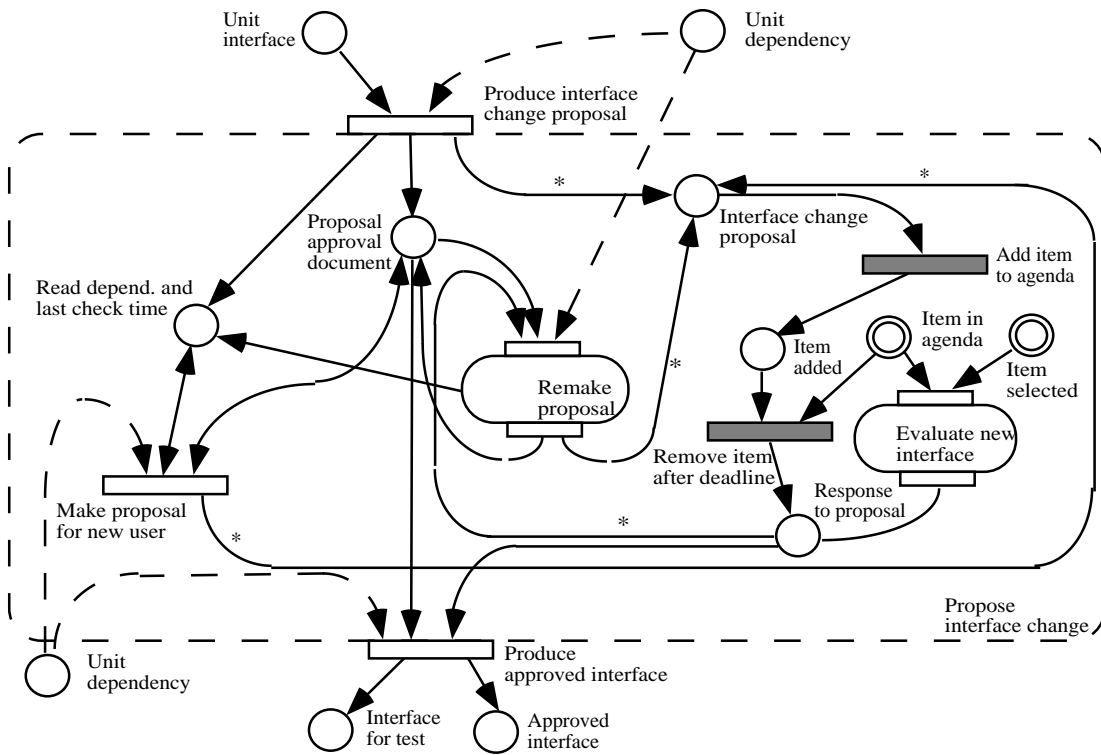 Unit
interface
Unit
dependency
Produce interface
change proposal
*
*
Proposal
approval
document
Interface change
proposal
Add item
to agenda
Read depend. and
last check time
Item
added
Item in
agenda
Item
selected
*
Remake
proposal
Evaluate new
interface
Remove item
after deadline
Make proposal
for new user
Response
to proposal
*
*
Propose
interface change
Unit
dependency
Produce
approved interface
Interface
for test
Approved
interface